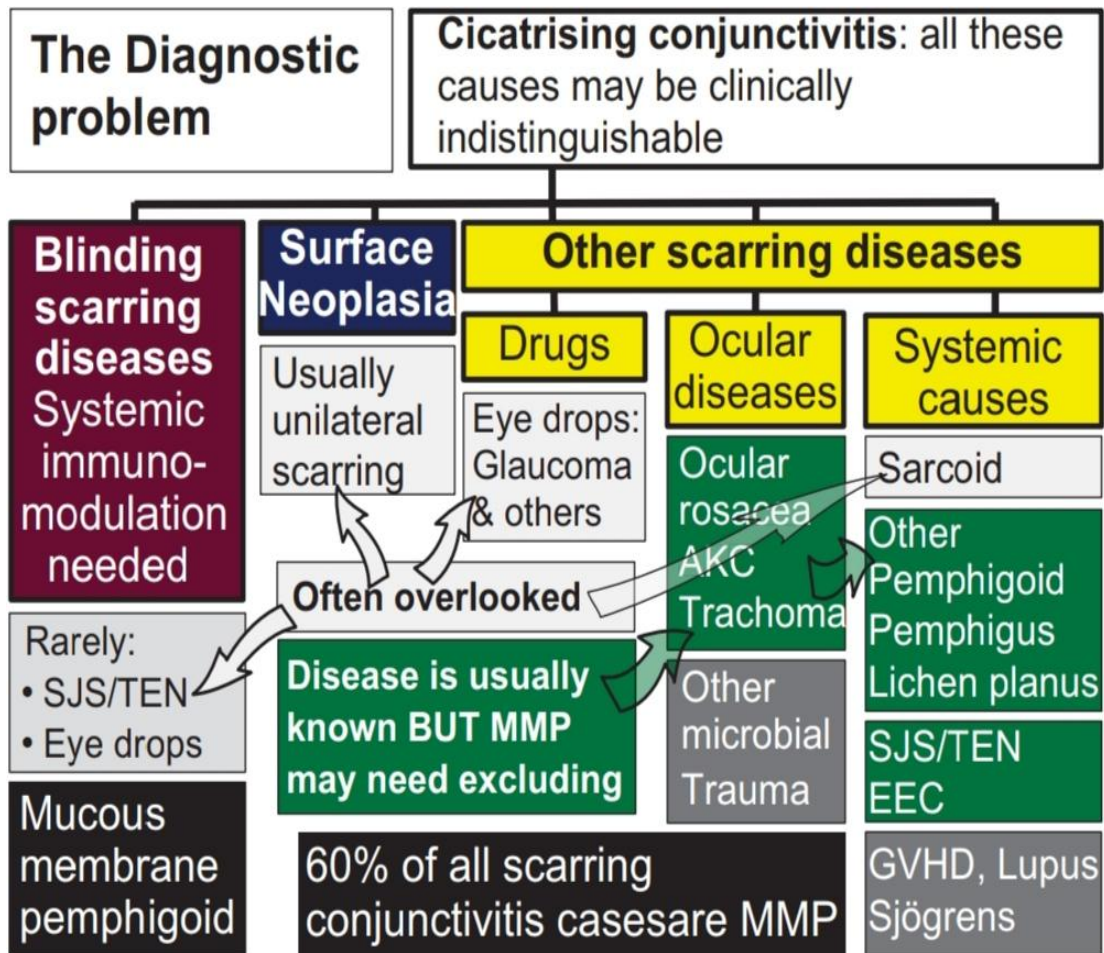 The Diagnostic
problem
Cicatrising conjunctivitis: all these
causes may be clinically
indistinguishable
Blinding
scarring
diseases
Systemic
immuno-
modulation
needed
Rarely:
• SJS/TEN
• Eye drops
Mucous
membrane
pemphigoid
Surface
Neoplasia
Usually
unilateral
scarring
Other scarring diseases
Drugs
Eye drops:
Glaucoma
& others
Often overlooked
Disease is usually
known BUT MMP
may need excluding
60% of all scarring
conjunctivitis casesare MMP
Ocular
diseases
Ocular
rosacea
AKC
Trachoma
Other
microbial
Trauma
Systemic
causes
Sarcoid
Other
Pemphigoid
Pemphigus
Lichen planus
SJS/TEN
EEC
GVHD, Lupus
Sjögrens